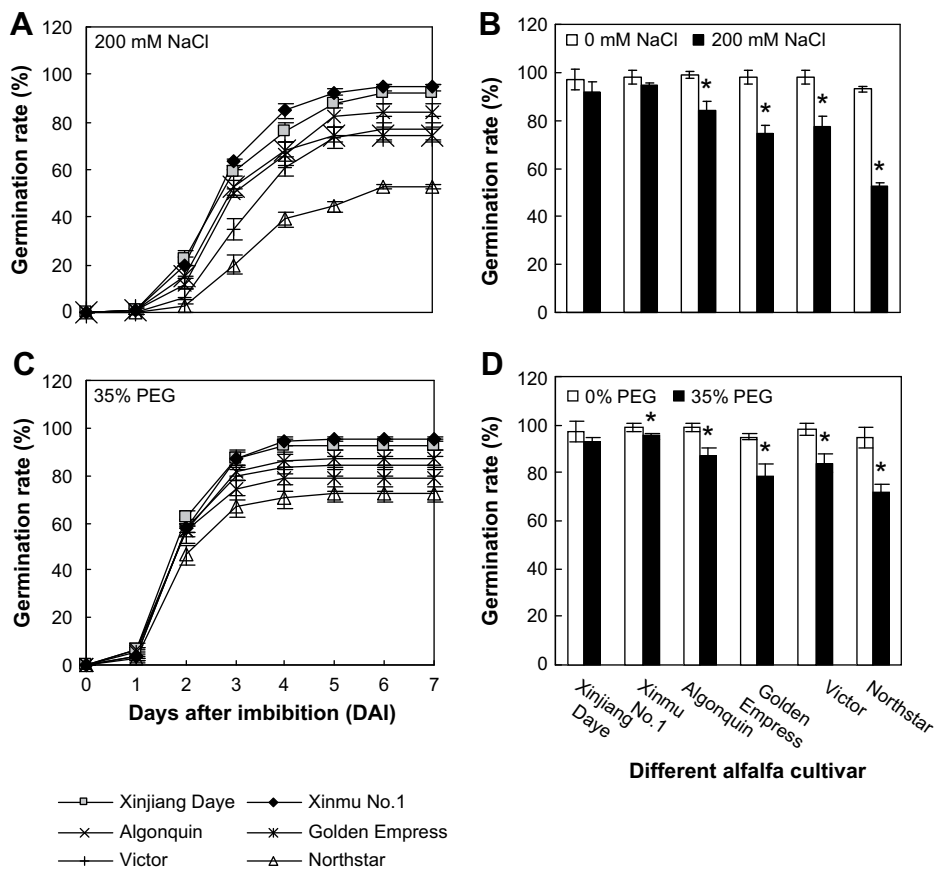 A
200 mM NaCl
Germination rate (%)
120
100
80
60
40
20
0
B
0 mM NaCl 200 mM NaCl
Germination rate (%)
120
100
80
60
40
20
0
* * * *
C
35% PEG
Germination rate (%)
120
100
80
60
40
20
0
0 1 2 3 4 5 6 7
Days after imbibition (DAI)
D
0% PEG 35% PEG
Germination rate (%)
120
100
80
60
40
20
0
* * * * *
Xinjiang
Daye
Xinmu
No.1
Algonquin
Golden
Empress
Victor
Northstar
Different alfalfa cultivar
Xinjiang Daye Xinmu No.1
Algonquin Golden Empress
Victor Northstar